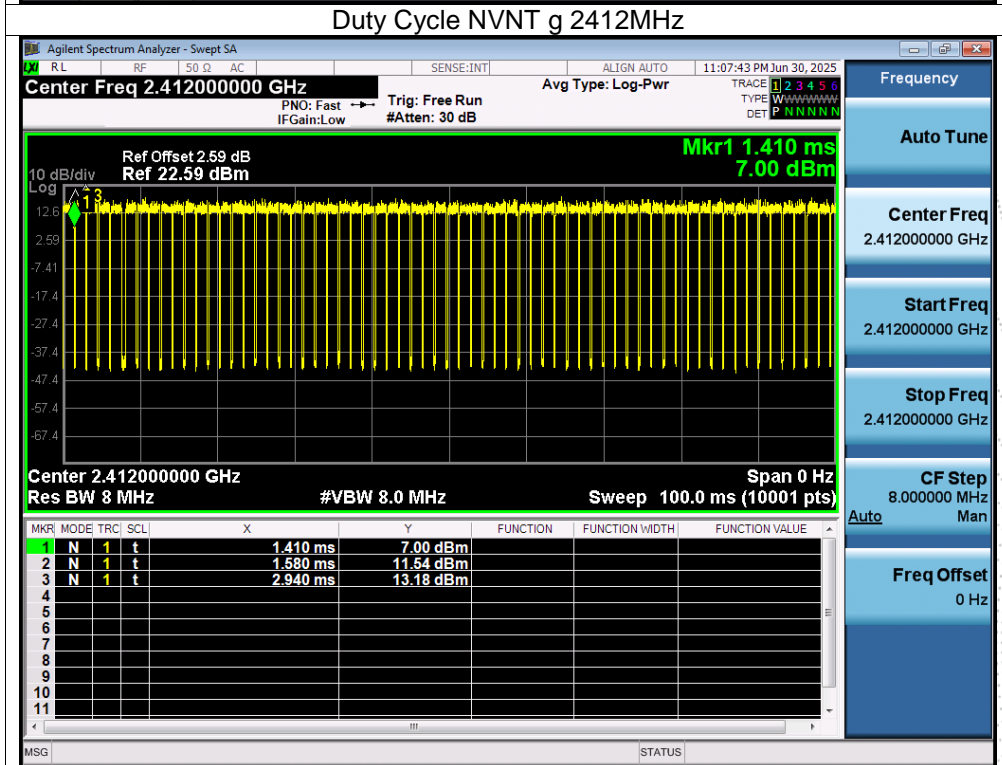 Duty Cycle NVNT g 2412MHz
Agilent Spectrum Analyzer - Swept SA
LXI RL RF 50 Ω AC SENSE:INT ALIGN AUTO 11:07:43 PM Jun 30, 2025
Center Freq 2.412000000 GHz
PNO: Fast
IFGain:Low
Trig: Free Run
#Atten: 30 dB
Avg Type: Log-Pwr
TRACE 1 2 3 4 5 6
TYPE WWWWWW
DET P N N N N N
Frequency
Auto Tune
Center Freq
2.412000000 GHz
Start Freq
2.412000000 GHz
Stop Freq
2.412000000 GHz
CF Step
8.000000 MHz
Auto Man
Freq Offset
0 Hz
Mkr1 1.410 ms
7.00 dBm
Ref Offset 2.59 dB
10 dB/div Ref 22.59 dBm
Log
1 3
12.6
2.59
-7.41
-17.4
-27.4
-37.4
-47.4
-57.4
-67.4
Center 2.412000000 GHz Span 0 Hz
Res BW 8 MHz #VBW 8.0 MHz Sweep 100.0 ms (10001 pts)
MKR MODE TRC SCL X Y FUNCTION FUNCTION WIDTH FUNCTION VALUE
1 N 1 t 1.410 ms 7.00 dBm
2 N 1 t 1.580 ms 11.54 dBm
3 N 1 t 2.940 ms 13.18 dBm
4
5
6
7
8
9
10
11
MSG STATUS